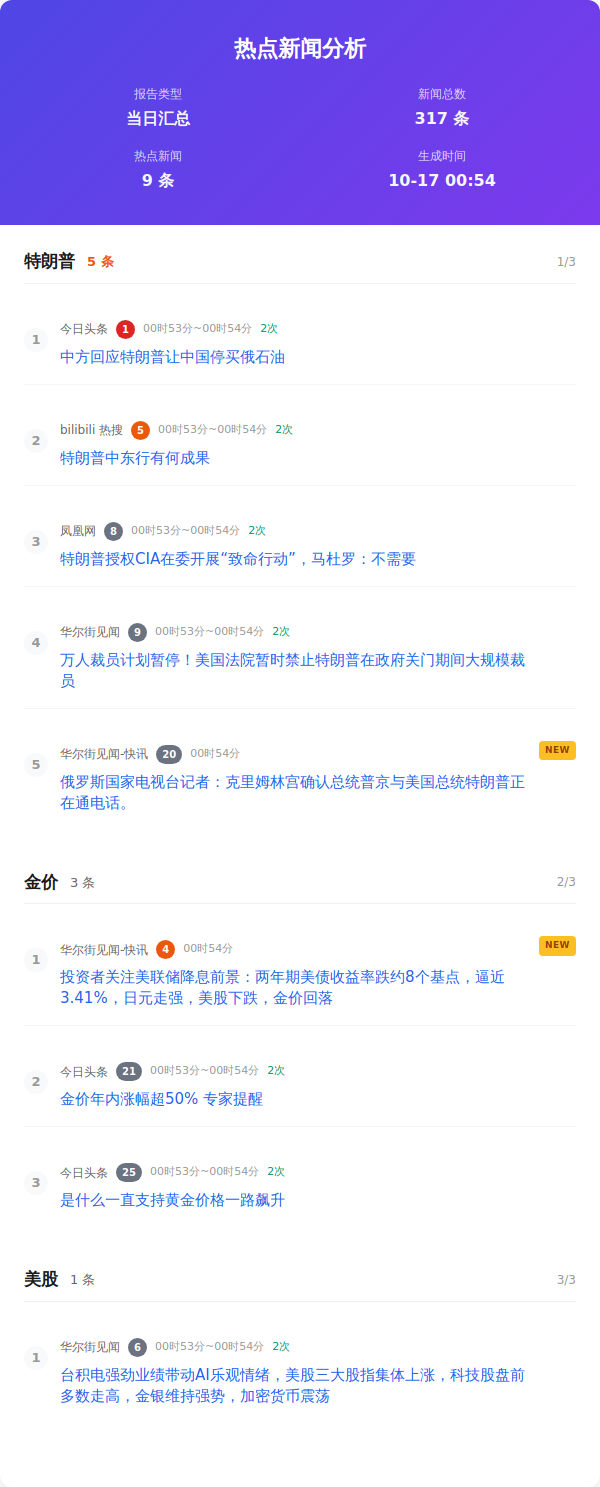 热点新闻分析
报告类型
新闻总数
当日汇总
317 条
热点新闻
生成时间
9 条
10-17 00:54
特朗普 5 条 1/3
1 今日头条 1 00时53分~00时54分 2次
中方回应特朗普让中国停买俄石油
2 bilibili 热搜 5 00时53分~00时54分 2次
特朗普中东行有何成果
3 凤凰网 8 00时53分~00时54分 2次
特朗普授权CIA在委开展“致命行动”，马杜罗：不需要
4 华尔街见闻 9 00时53分~00时54分 2次
万人裁员计划暂停！美国法院暂时禁止特朗普在政府关门期间大规模裁
员
5 华尔街见闻-快讯 20 00时54分 NEW
俄罗斯国家电视台记者：克里姆林宫确认总统普京与美国总统特朗普正
在通电话。
金价 3 条 2/3
1 华尔街见闻-快讯 4 00时54分 NEW
投资者关注美联储降息前景：两年期美债收益率跌约8个基点，逼近
3.41%，日元走强，美股下跌，金价回落
2 今日头条 21 00时53分~00时54分 2次
金价年内涨幅超50% 专家提醒
3 今日头条 25 00时53分~00时54分 2次
是什么一直支持黄金价格一路飙升
美股 1 条 3/3
1 华尔街见闻 6 00时53分~00时54分 2次
台积电强劲业绩带动AI乐观情绪，美股三大股指集体上涨，科技股盘前
多数走高，金银维持强势，加密货币震荡